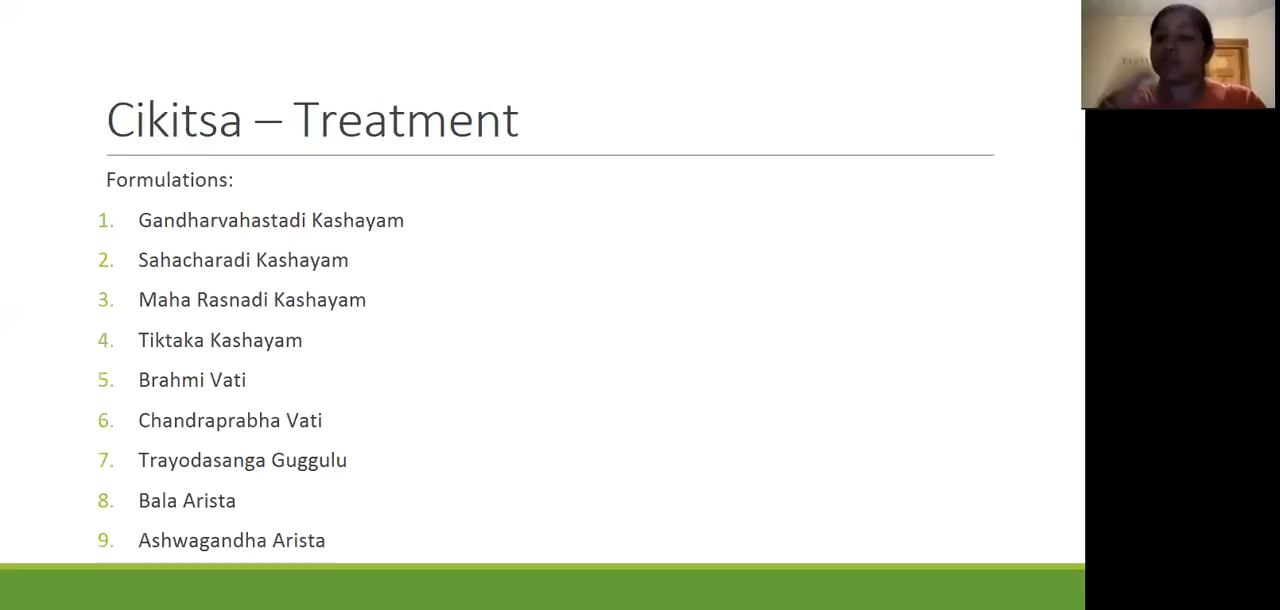 Cikitsa – Treatment
Formulations:
1. Gandharvahastadi Kashayam
2. Sahacharadi Kashayam
3. Maha Rasnadi Kashayam
4. Tiktaka Kashayam
5. Brahmi Vati
6. Chandraprabha Vati
7. Trayodasanga Guggulu
8. Bala Arista
9. Ashwagandha Arista